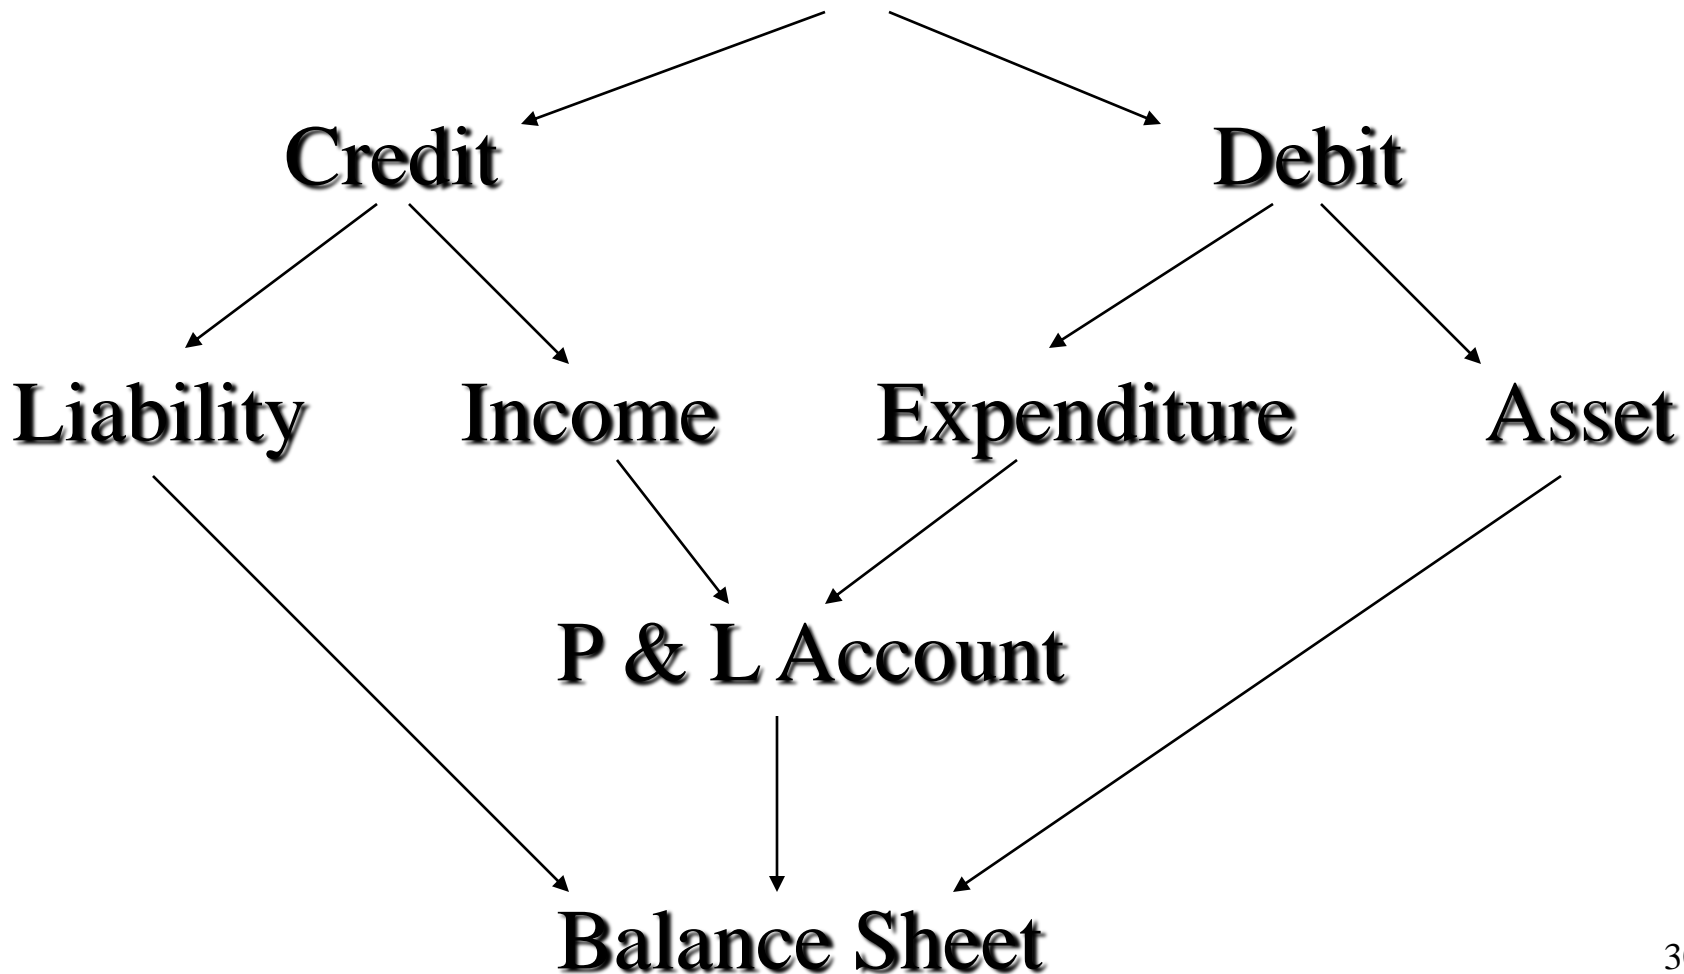 Credit Debit
Liability Income Expenditure Asset
P & L Account
Balance Sheet